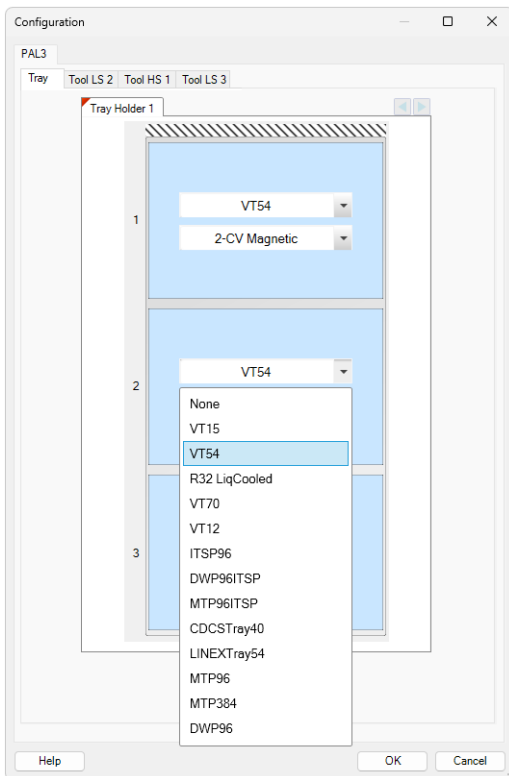 Configuration
PAL3
Tray Tool LS 2 Tool HS 1 Tool LS 3
Tray Holder 1
1
VT54
2-CV Magnetic
2
VT54
None
VT15
VT54
R32 LiqCooled
VT70
VT12
3
ITSP96
DWP96ITSP
MTP96ITSP
CDCSTray40
LINEXTray54
MTP96
MTP384
DWP96
Help OK Cancel